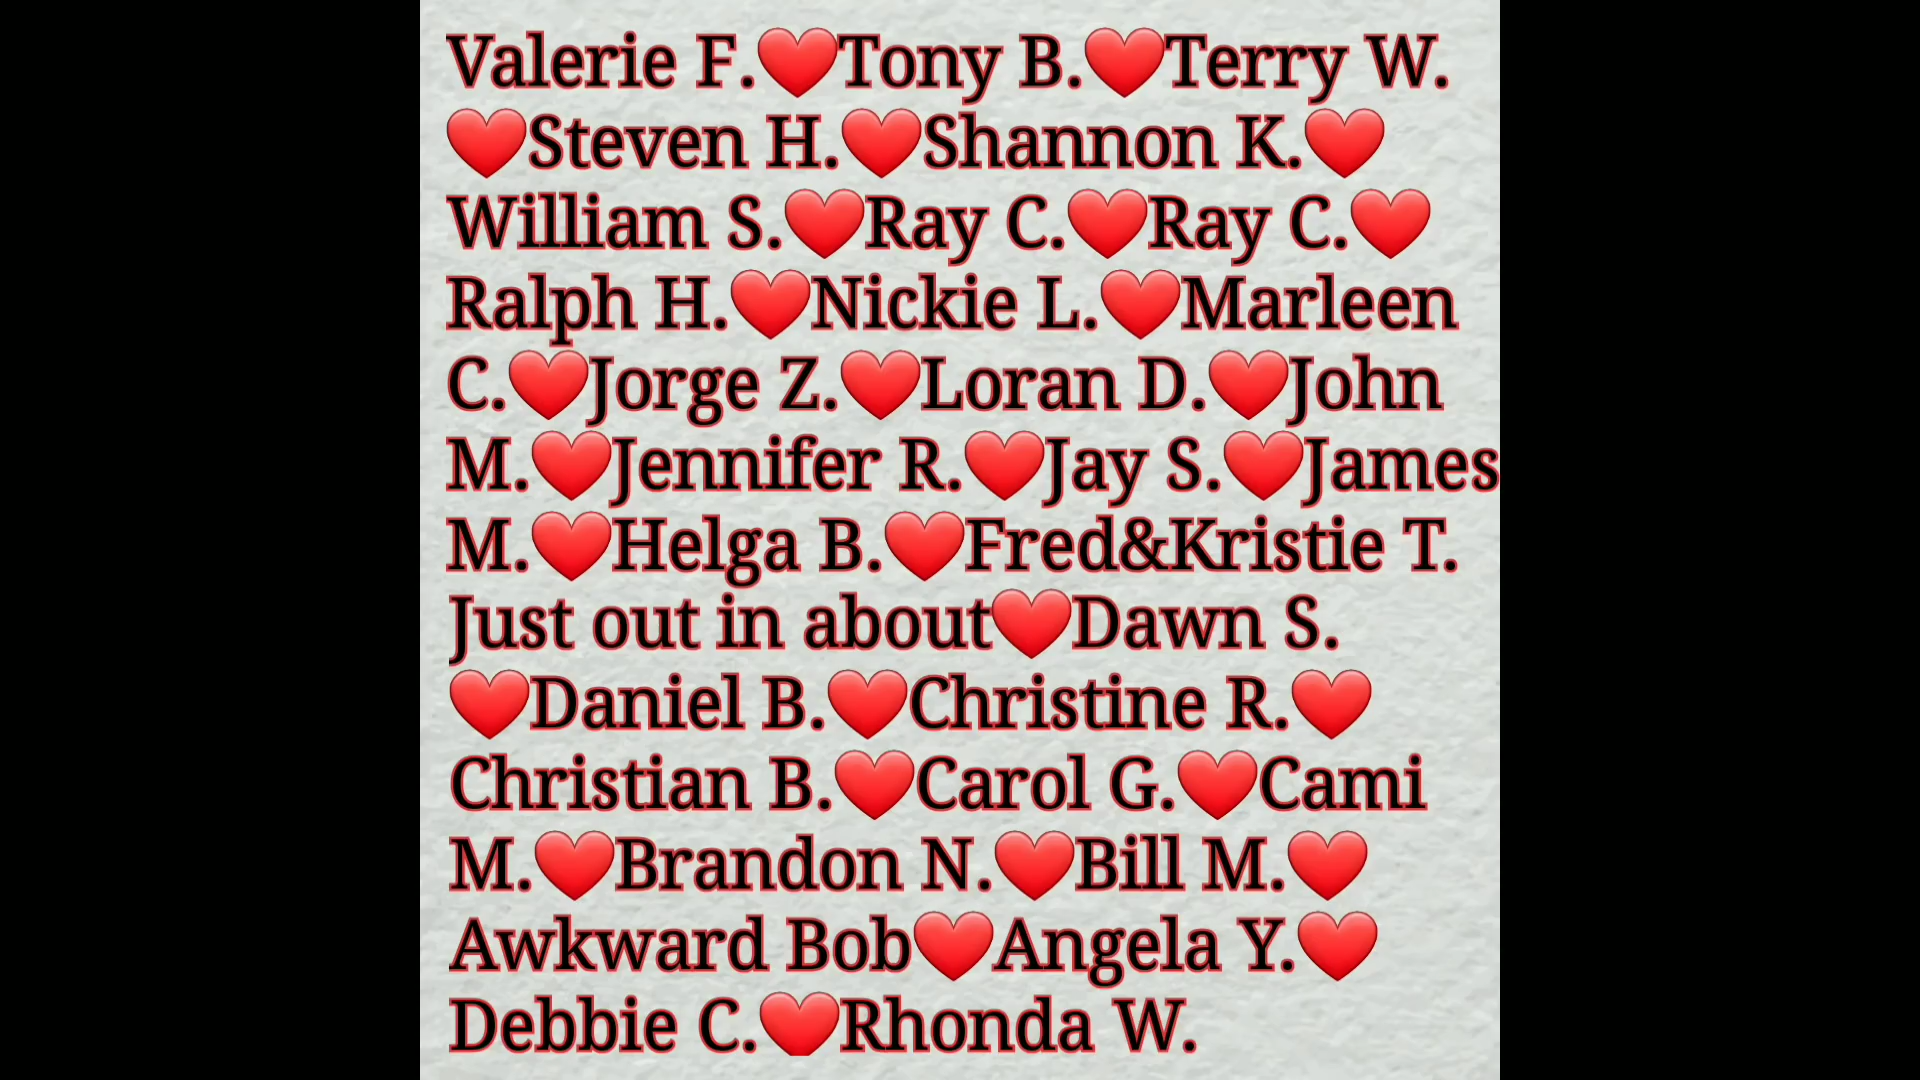 Valerie F.❤️Tony B.❤️Terry W.
❤️Steven H.❤️Shannon K.❤️
William S.❤️Ray C.❤️Ray C.❤️
Ralph H.❤️Nickie L.❤️Marleen
C.❤️Jorge Z.❤️Loran D.❤️John
M.❤️Jennifer R.❤️Jay S.❤️James
M.❤️Helga B.❤️Fred&Kristie T.
Just out in about❤️Dawn S.
❤️Daniel B.❤️Christine R.❤️
Christian B.❤️Carol G.❤️Cami
M.❤️Brandon N.❤️Bill M.❤️
Awkward Bob❤️Angela Y.❤️
Debbie C.❤️Rhonda W.